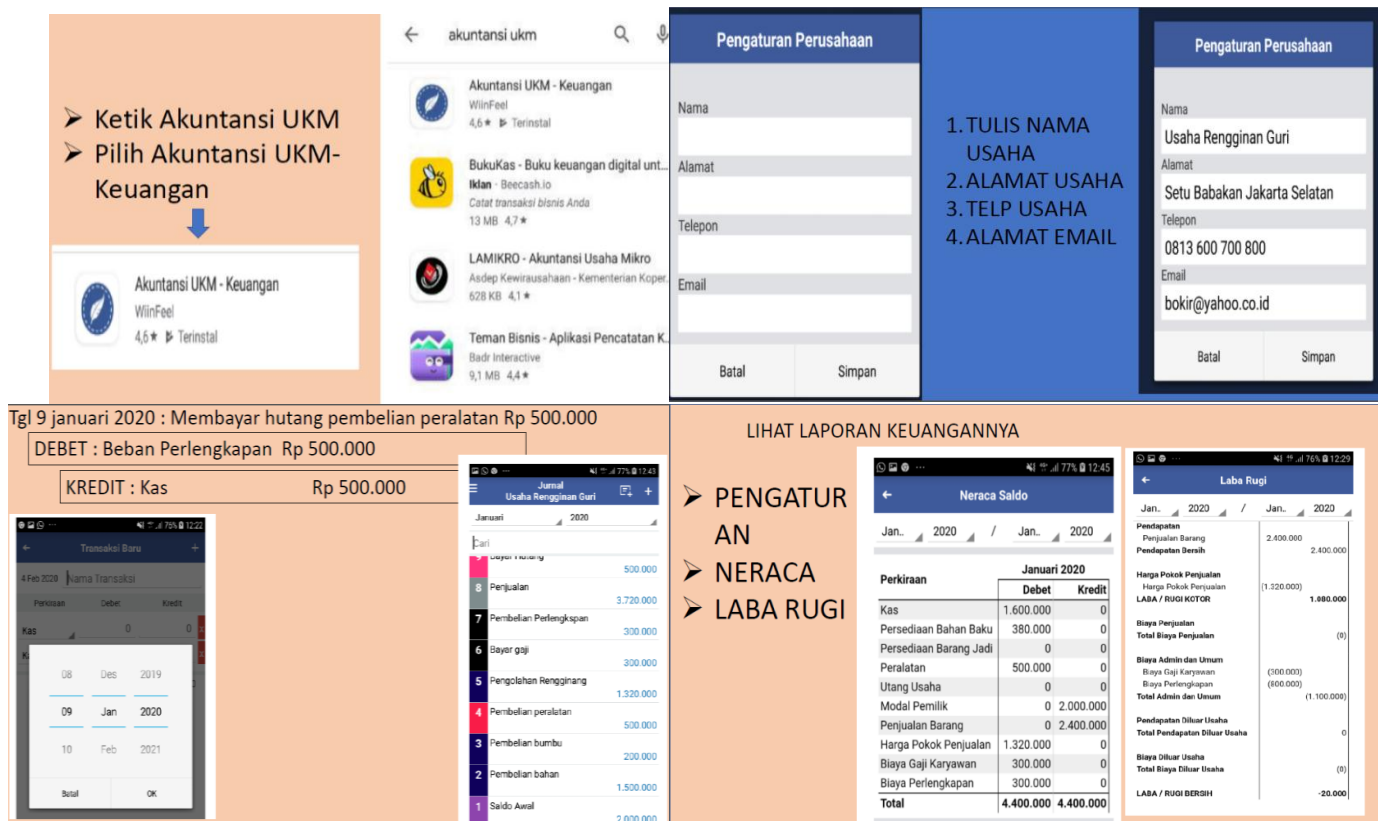 Ketik Akuntansi UKM
Pilih Akuntansi UKM-
Keuangan
Akuntansi UKM - Keuangan
WiinFeel
4,6★ Terinstal
akuntansi ukm
Akuntansi UKM - Keuangan
WiinFeel
4,6★ Terinstal
BukuKas - Buku keuangan digital unt...
Iklan · Beecash.io
Catat transaksi bisnis Anda
13 MB 4,7★
LAMIKRO - Akuntansi Usaha Mikro
Asdep Kewirausahaan - Kementerian Koper..
628 KB 4,1★
Teman Bisnis - Aplikasi Pencatatan K..
Badr Interactive
9,1 MB 4,4★
Pengaturan Perusahaan
Nama
Alamat
Telepon
Email
Batal Simpan
1. TULIS NAMA
USAHA
2. ALAMAT USAHA
3. TELP USAHA
4. ALAMAT EMAIL
Pengaturan Perusahaan
Nama
Usaha Rengginan Guri
Alamat
Setu Babakan Jakarta Selatan
Telepon
0813 600 700 800
Email
bokir@yahoo.co.id
Batal Simpan
Tgl 9 januari 2020 : Membayar hutang pembelian peralatan Rp 500.000
DEBET : Beban Perlengkapan Rp 500.000
KREDIT : Kas Rp 500.000
76% 12:22
Transaksi Baru
4 Feb 2020 Nama Transaksi
Perkiraan Debet Kredit
Kas 0 0
08 Des 2019
09 Jan 2020
10 Feb 2021
Batal OK
77% 12:43
Jurnal
Usaha Rengginan Guri
Januari 2020
Cari
9 Bayar Hutang
500.000
8 Penjualan
3.720.000
7 Pembelian Perlengkspan
300.000
6 Bayar gaji
300.000
5 Pengolahan Rengginang
1.320.000
4 Pembelian peralatan
500.000
3 Pembelian bumbu
200.000
2 Pembelian bahan
1.500.000
1 Saldo Awal
2.000.000
LIHAT LAPORAN KEUANGANNYA
PENGATUR
AN
NERACA
LABA RUGI
77% 12:45
Neraca Saldo
Jan.. 2020 / Jan.. 2020
Perkiraan Januari 2020
Debet Kredit
Kas 1.600.000 0
Persediaan Bahan Baku 380.000 0
Persediaan Barang Jadi 0 0
Peralatan 500.000 0
Utang Usaha 0 0
Modal Pemilik 0 2.000.000
Penjualan Barang 0 2.400.000
Harga Pokok Penjualan 1.320.000 0
Biaya Gaji Karyawan 300.000 0
Biaya Perlengkapan 300.000 0
Total 4.400.000 4.400.000
76% 12:29
Laba Rugi
Jan.. 2020 / Jan.. 2020
Pendapatan
Penjualan Barang 2.400.000
Pendapatan Bersih 2.400.000
Harga Pokok Penjualan
Harga Pokok Penjualan (1.320.000)
LABA / RUGI KOTOR 1.080.000
Biaya Penjualan
Total Biaya Penjualan (0)
Biaya Admin dan Umum
Biaya Gaji Karyawan (300.000)
Biaya Perlengkapan (800.000)
Total Admin dan Umum (1.100.000)
Pendapatan Diluar Usaha
Total Pendapatan Diluar Usaha 0
Biaya Diluar Usaha
Total Biaya Diluar Usaha (0)
LABA / RUGI BERSIH -20.000